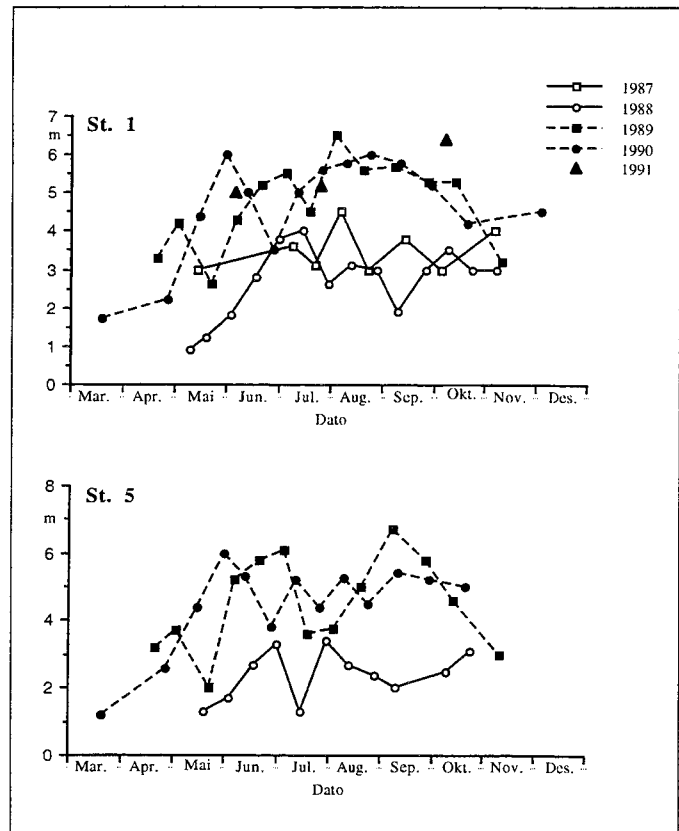 1987
1988
1989
1990
1991
St. 1
7
m
6
5
4
3
2
1
0
Mar. Apr. Mai Jun. Jul. Aug. Sep. Okt. Nov. Des.
Dato
St. 5
8
m
6
4
2
0
Mar. Apr. Mai Jun. Jul. Aug. Sep. Okt. Nov. Des.
Dato